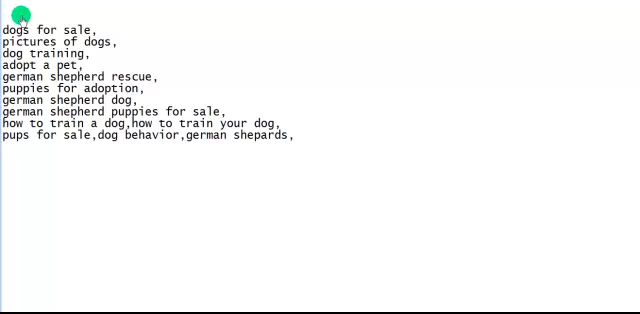 dogs for sale,
pictures of dogs,
dog training,
adopt a pet,
german shepherd rescue,
puppies for adoption,
german shepherd dog,
german shepherd puppies for sale,
how to train a dog,how to train your dog,
pups for sale,dog behavior,german shepards,